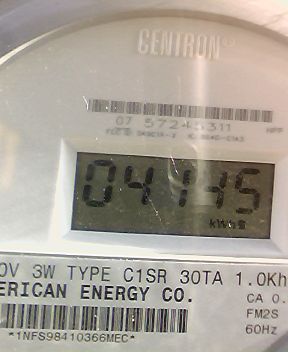 CENTRON®
07 57245311
04145
kWh
0V 3W TYPE C1SR 30TA 1.0Kh
ERICAN ENERGY CO.
CA 0.
FM2S
60Hz
*1NFS98410366MEC*